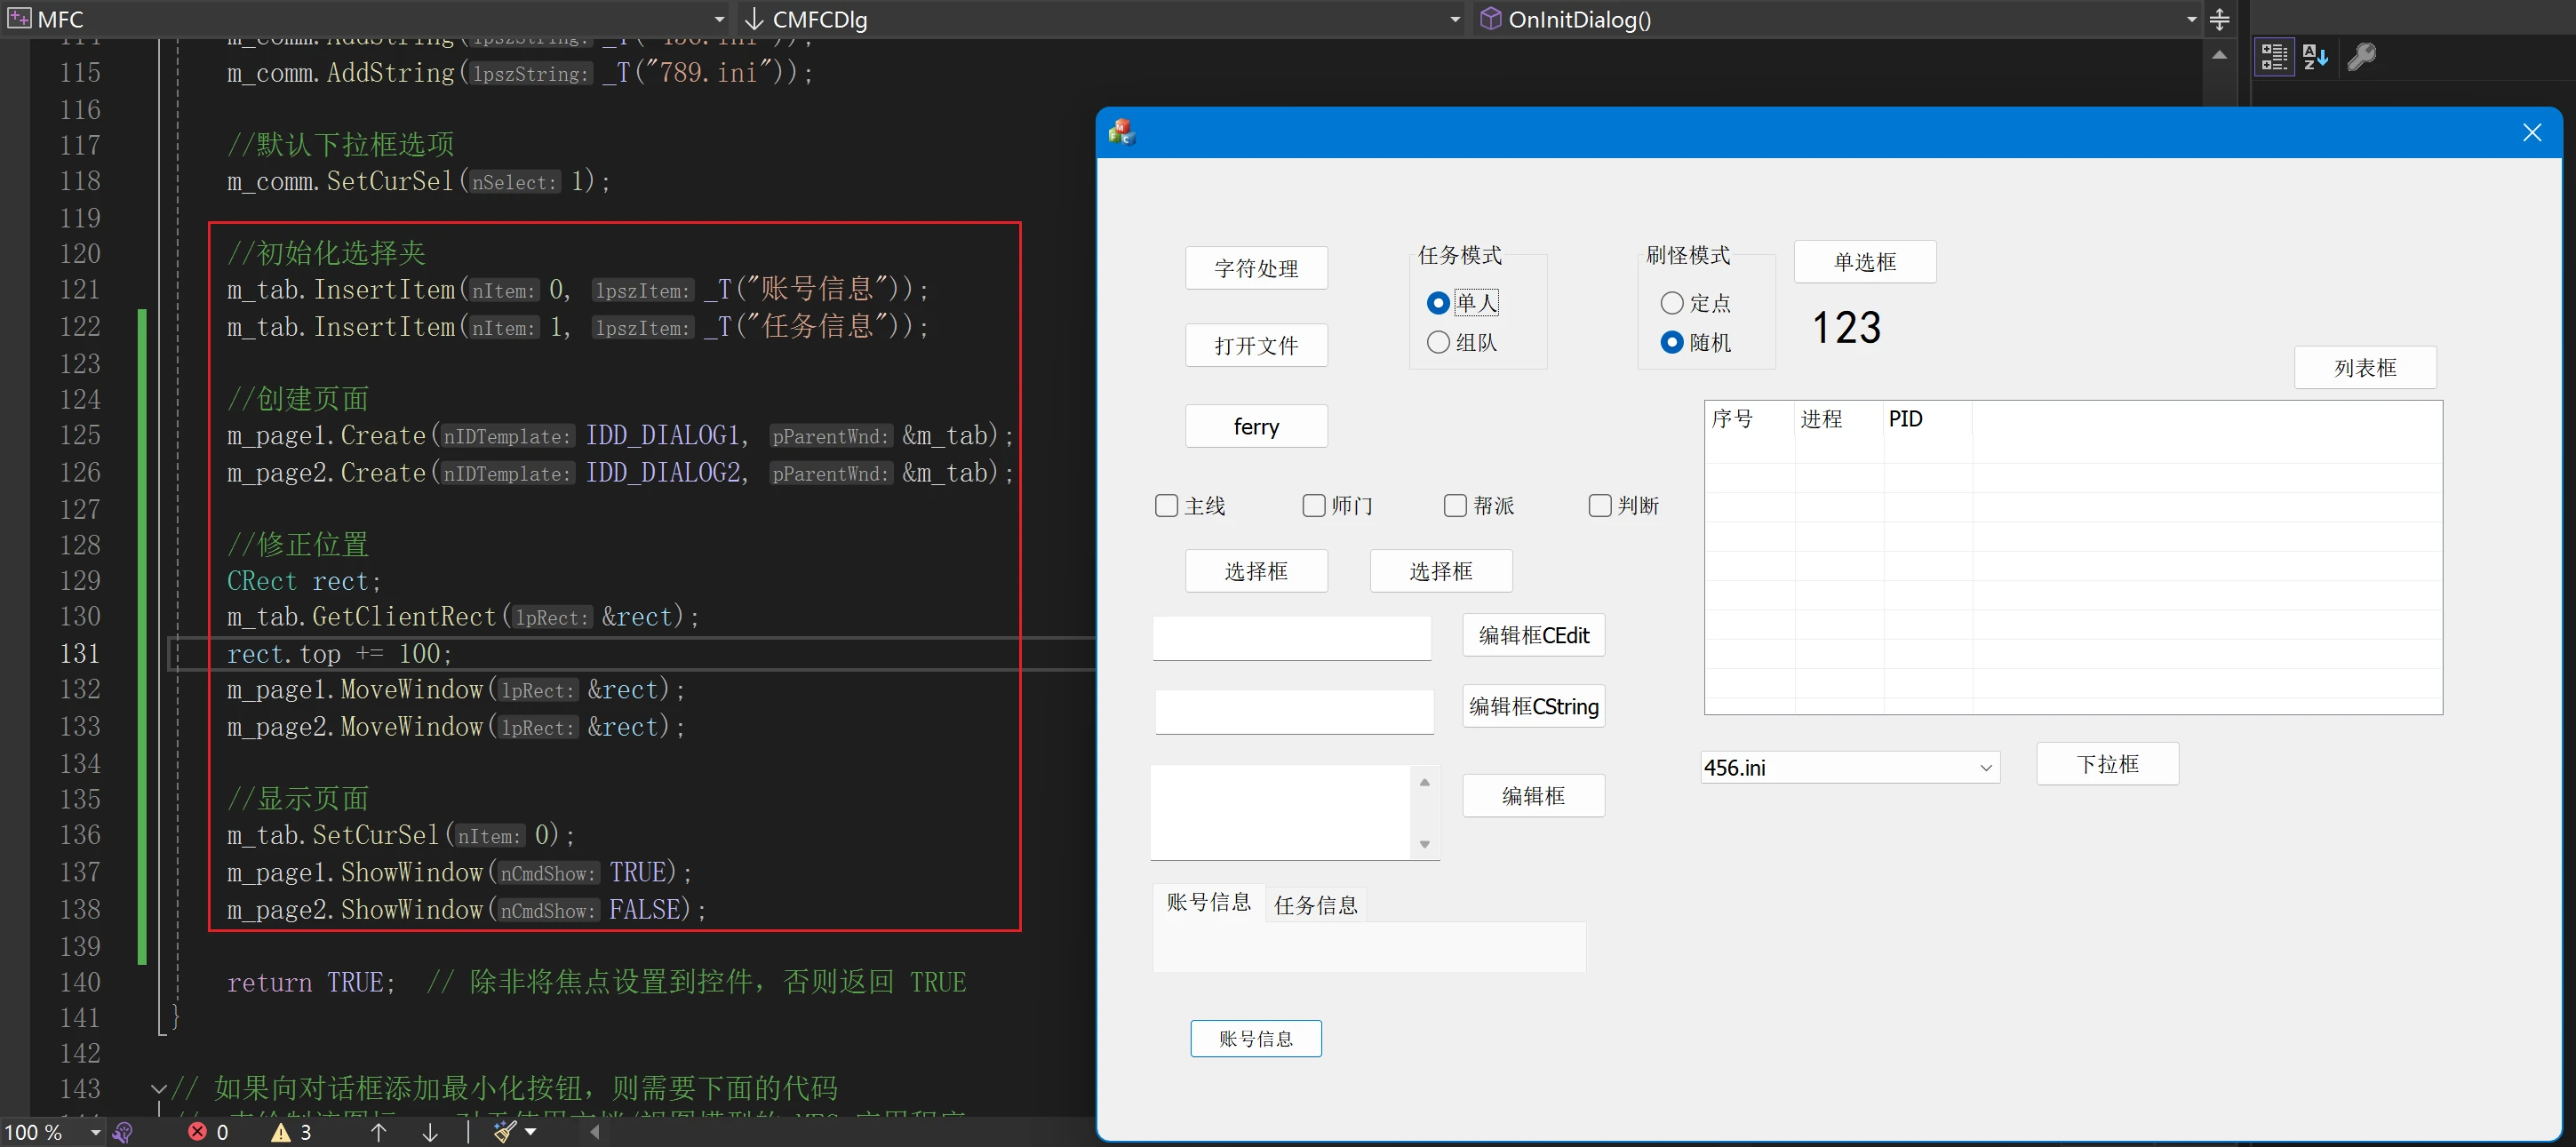 MFC
CMFCDlg
OnInitDialog()
115 m_comm.AddString(lpszString: _T("789.ini"));
116
117 //默认下拉框选项
118 m_comm.SetCurSel(nSelect: 1);
119
120 //初始化选择夹
121 m_tab.InsertItem(nItem: 0, lpszItem: _T("账号信息"));
122 m_tab.InsertItem(nItem: 1, lpszItem: _T("任务信息"));
123
124 //创建页面
125 m_page1.Create(nIDTemplate: IDD_DIALOG1, pParentWnd: &m_tab);
126 m_page2.Create(nIDTemplate: IDD_DIALOG2, pParentWnd: &m_tab);
127
128 //修正位置
129 CRect rect;
130 m_tab.GetClientRect(lpRect: &rect);
131 rect.top += 100;
132 m_page1.MoveWindow(lpRect: &rect);
133 m_page2.MoveWindow(lpRect: &rect);
134
135 //显示页面
136 m_tab.SetCurSel(nItem: 0);
137 m_page1.ShowWindow(nCmdShow: TRUE);
138 m_page2.ShowWindow(nCmdShow: FALSE);
139
140 return TRUE; // 除非将焦点设置到控件，否则返回 TRUE
141 }
142
143 // 如果向对话框添加最小化按钮，则需要下面的代码
100 %
0
3
字符处理
任务模式
刷怪模式
单选框
单人
定点
123
组队
随机
打开文件
列表框
ferry
序号 进程 PID
主线 师门 帮派 判断
选择框 选择框
编辑框CEdit
编辑框CString
456.ini
下拉框
编辑框
账号信息 任务信息
账号信息